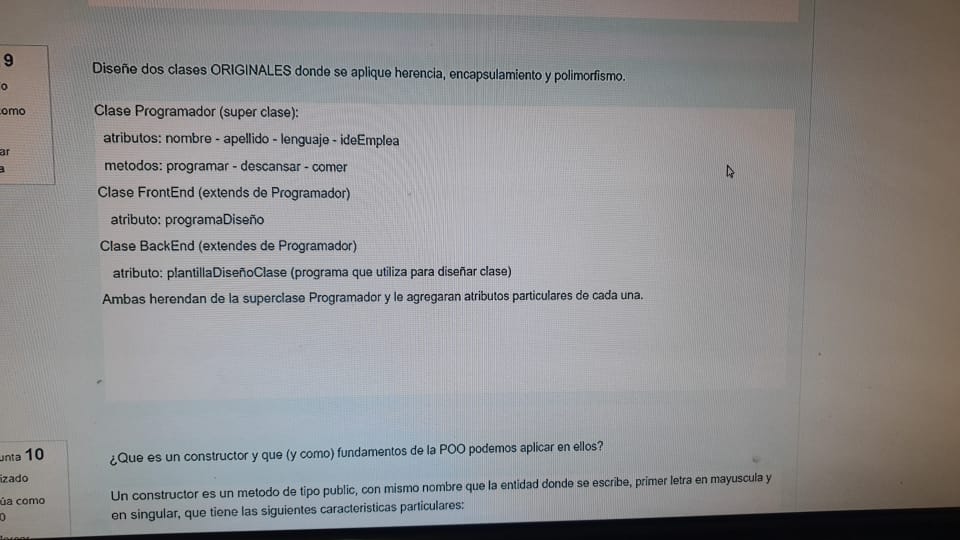 9
o
omo
ar
a
Diseñe dos clases ORIGINALES donde se aplique herencia, encapsulamiento y polimorfismo.
Clase Programador (super clase):
atributos: nombre - apellido - lenguaje - ideEmplea
metodos: programar - descansar - comer
Clase FrontEnd (extends de Programador)
atributo: programaDiseño
Clase BackEnd (extendes de Programador)
atributo: plantillaDiseñoClase (programa que utiliza para diseñar clase)
Ambas herendan de la superclase Programador y le agregaran atributos particulares de cada una.
unta 10
izado
úa como
0
¿Que es un constructor y que (y como) fundamentos de la POO podemos aplicar en ellos?
Un constructor es un metodo de tipo public, con mismo nombre que la entidad donde se escribe, primer letra en mayuscula y
en singular, que tiene las siguientes caracteristicas particulares: